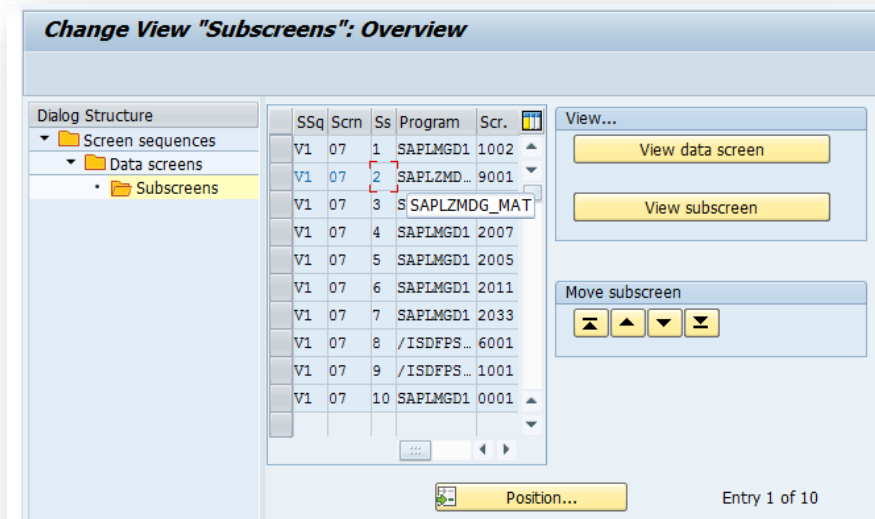 Change View "Subscreens": Overview
Dialog Structure
Screen sequences
Data screens
Subscreens
SSq Scrn Ss Program Scr.
V1 07 1 SAPLMGD1 1002
V1 07 2 SAPLZMD… 9001
V1 07 3 S
SAPLZMDG_MAT
V1 07 4 SAPLMGD1 2007
V1 07 5 SAPLMGD1 2005
V1 07 6 SAPLMGD1 2011
V1 07 7 SAPLMGD1 2033
V1 07 8 /ISDFPS… 6001
V1 07 9 /ISDFPS… 1001
V1 07 10 SAPLMGD1 0001
View...
View data screen
View subscreen
Move subscreen
Position...
Entry 1 of 10